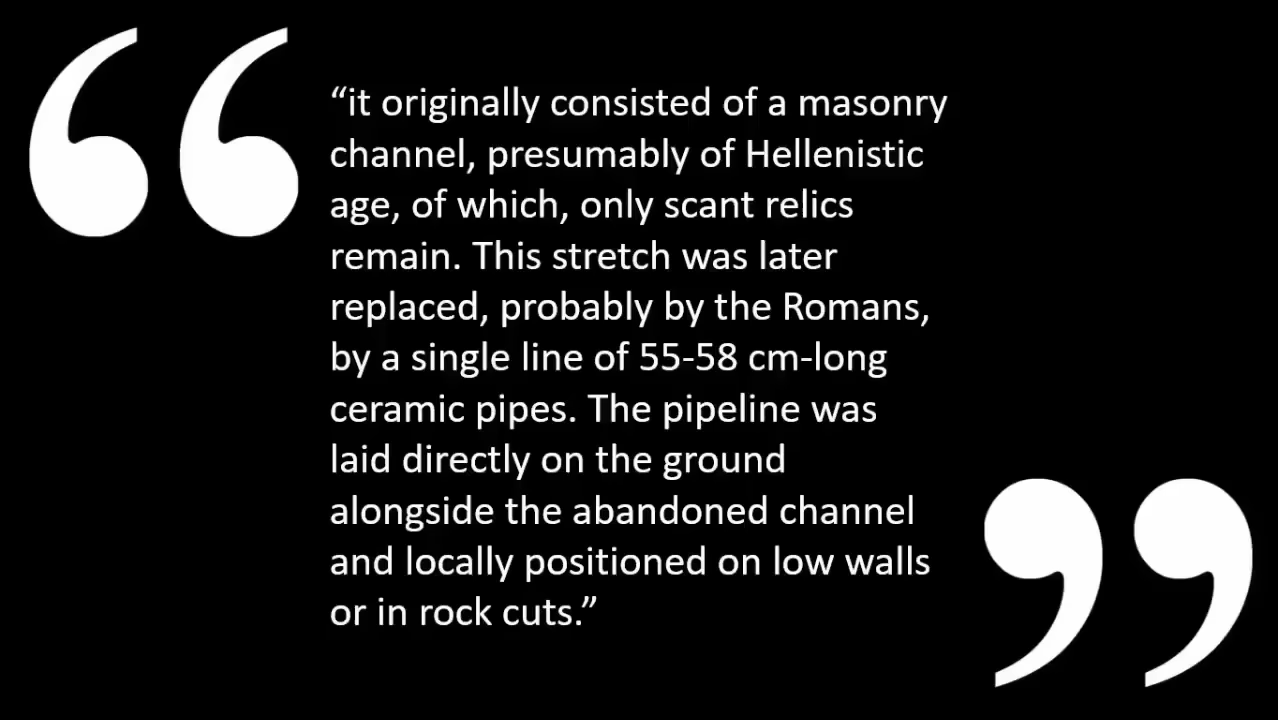 “it originally consisted of a masonry
channel, presumably of Hellenistic
age, of which, only scant relics
remain. This stretch was later
replaced, probably by the Romans,
by a single line of 55-58 cm-long
ceramic pipes. The pipeline was
laid directly on the ground
alongside the abandoned channel
and locally positioned on low walls
or in rock cuts.”